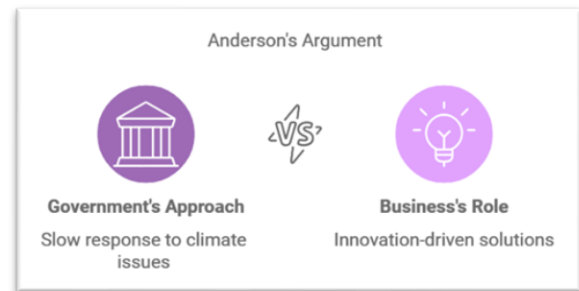 Anderson's Argument
VS
Government's Approach
Slow response to climate
issues
Business's Role
Innovation-driven solutions